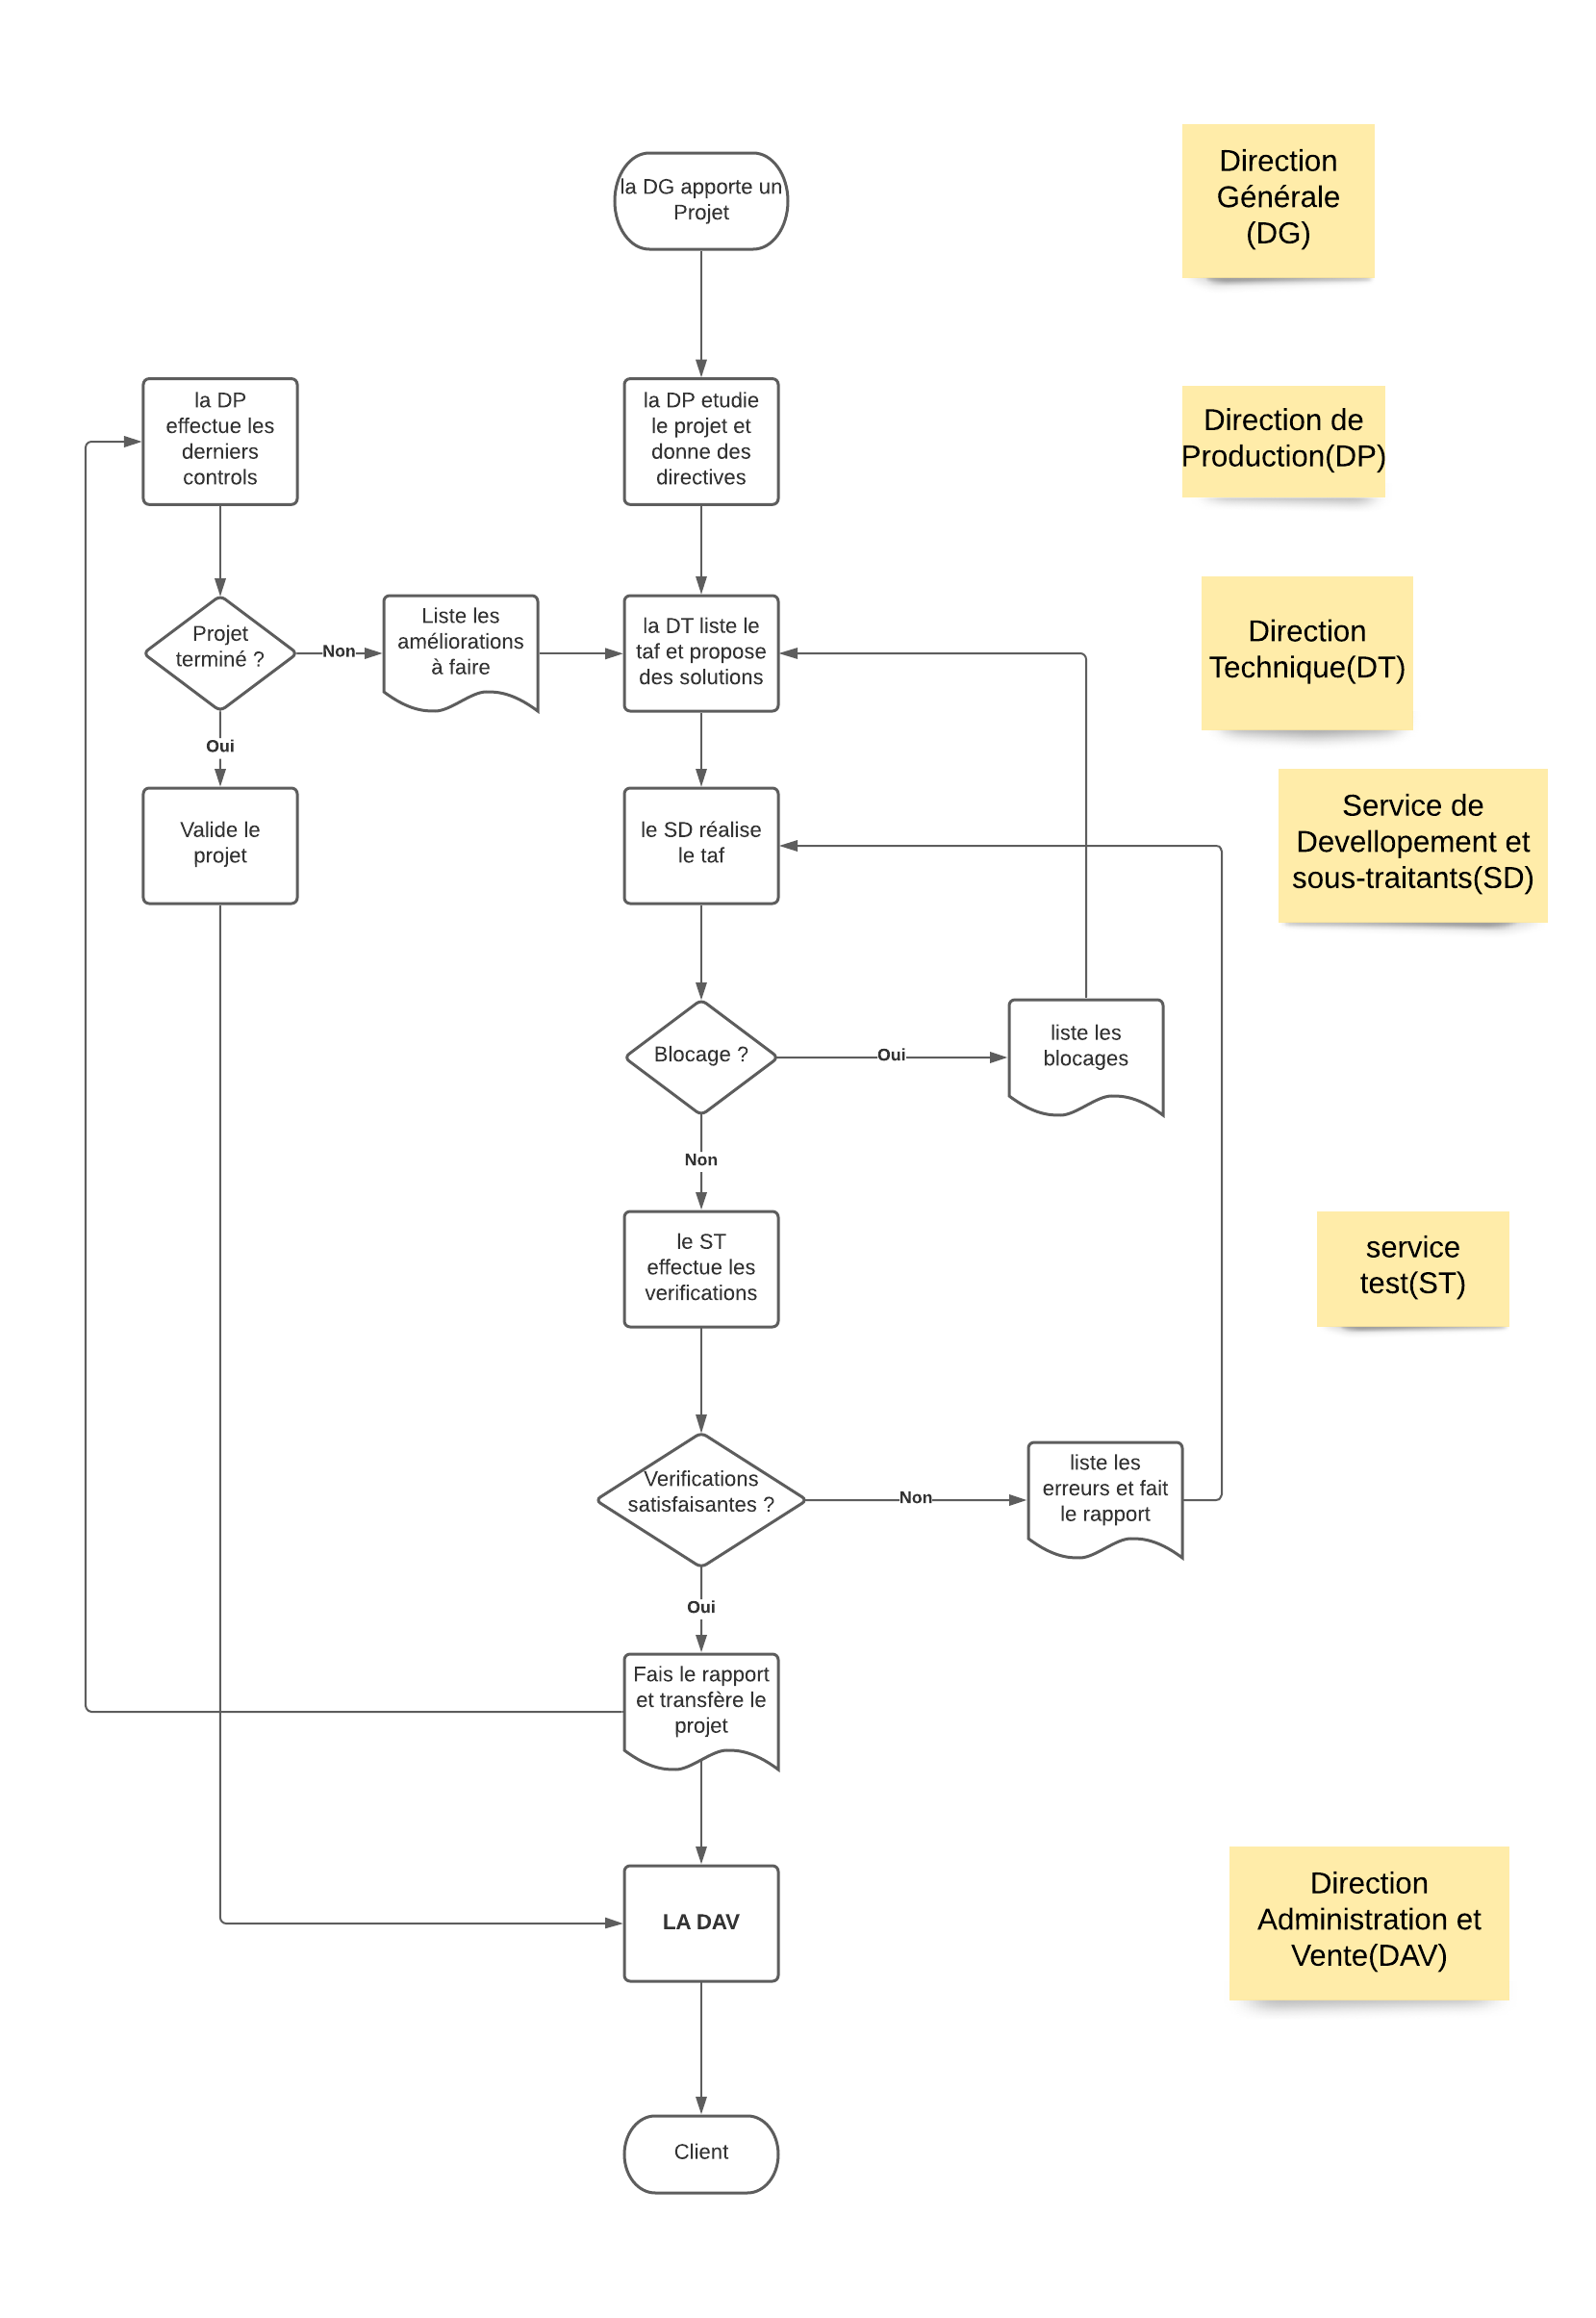 la DG apporte un
Projet
Direction
Générale
(DG)
la DP
effectue les
derniers
controls
la DP etudie
le projet et
donne des
directives
Direction de
Production(DP)
Projet
terminé ?
Non
Liste les
améliorations
à faire
la DT liste le
taf et propose
des solutions
Direction
Technique(DT)
Oui
Valide le
projet
le SD réalise
le taf
Service de
Devellopement et
sous-traitants(SD)
Blocage ?
Oui
liste les
blocages
Non
le ST
effectue les
verifications
service
test(ST)
Verifications
satisfaisantes ?
Non
liste les
erreurs et fait
le rapport
Oui
Fais le rapport
et transfère le
projet
LA DAV
Direction
Administration et
Vente(DAV)
Client